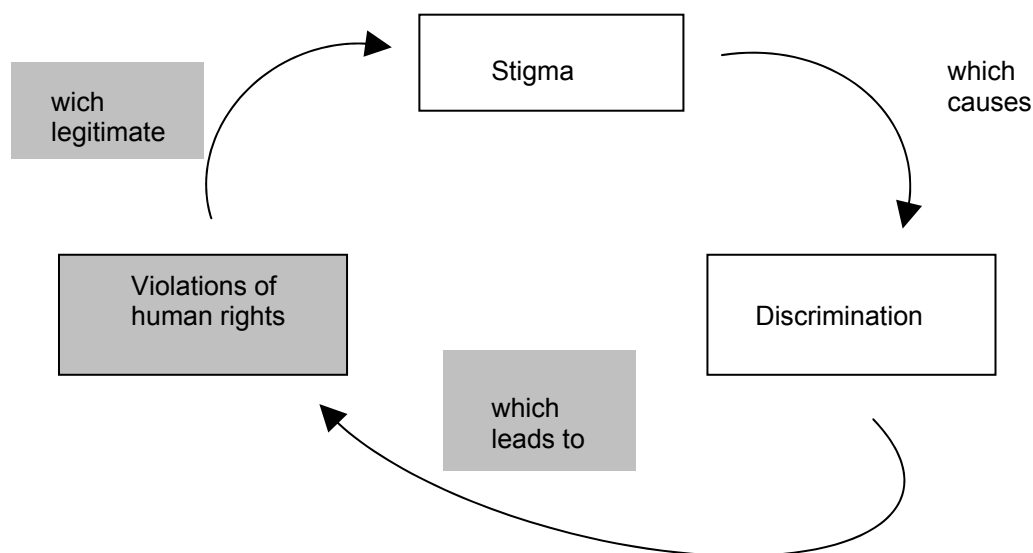 Stigma
which
causes
wich
legitimate
Violations of
human rights
Discrimination
which
leads to